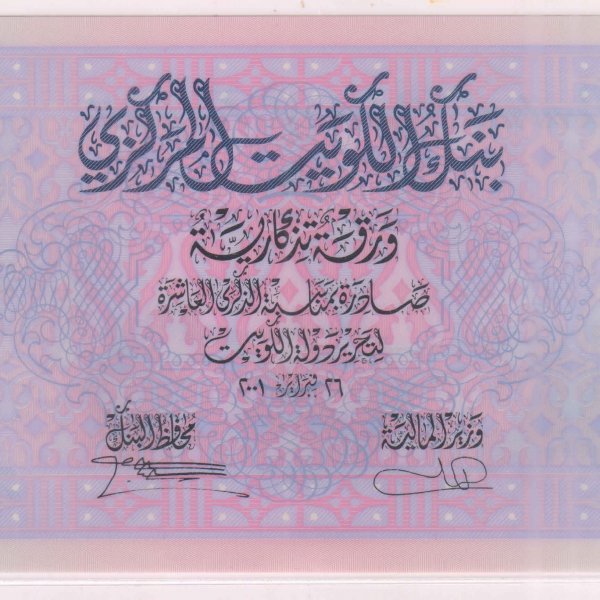 بنك الكويت المركزي
ورقة تذكارية
صادرة بمناسبة الذكرى العاشرة
لتحرير دولة الكويت
٢٦ فبراير ٢٠٠١
وزير المالية
محافظ البنك